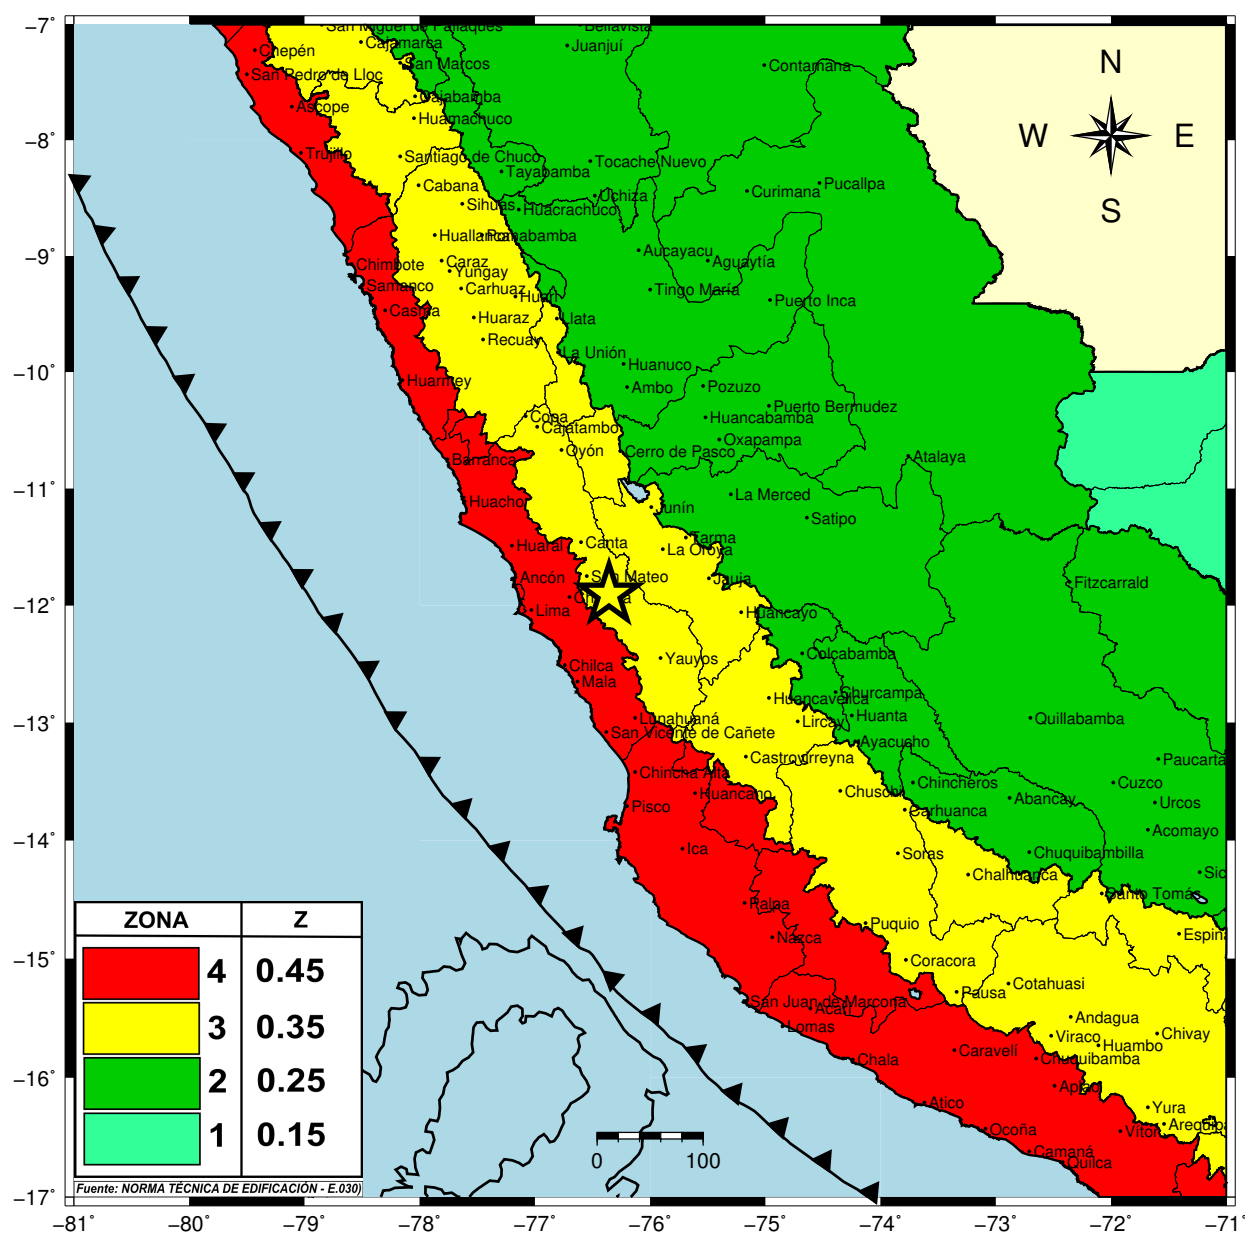 San Miguel de Pallaques
Bellavista
Cajamarca
Juanjuí
Chepén
San Marcos
Contamana
San Pedro de Lloc
Cajabamba
Ascope
Huamachuco
Trujillo
Santiago de Chuco
Tocache Nuevo
Tayabamba
Cabana
Pucallpa
Curimana
Uchiza
Sihuas
Huacrachuco
Huallanca
Pomabamba
Aucayacu
Caraz
Aguaytía
Chimbote
Yungay
Samanco
Carhuaz
Huari
Tingo María
Puerto Inca
Casma
Huaraz
Llata
Recuay
La Unión
Huanuco
Huarmey
Ambo
Pozuzo
Puerto Bermudez
Huancabamba
Cajatambo
Oxapampa
Barranca
Oyón
Cerro de Pasco
Atalaya
La Merced
Huacho
Junín
Satipo
Huaral
Canta
Tarma
La Oroya
Ancón
San Mateo
Jauja
Fitzcarrald
Lima
Huancayo
Chilca
Yauyos
Colcabamba
Mala
Churcampa
Huancavelica
Lunahuaná
Lircay
Huanta
Quillabamba
San Vicente de Cañete
Ayacucho
Castrovirreyna
Paucarta
Chincha Alta
Huancano
Chuschi
Chincheros
Cuzco
Pisco
Carhuanca
Abancay
Urcos
Acomayo
Ica
Soras
Chuquibambilla
Chalhuanca
Sic
Palpa
Santo Tomás
Nazca
Puquio
Espina
Coracora
San Juan de Marcona
Acarí
Pausa
Cotahuasi
Lomas
Andagua
Viraco
Huambo
Chivay
Chala
Caravelí
Chuquibamba
Aplao
Atico
Yura
Ocoña
Vítor
Arequipa
Camaná
Quilca
N
W E
S
ZONA Z
4 0.45
3 0.35
2 0.25
1 0.15
Fuente: NORMA TÉCNICA DE EDIFICACIÓN - E.030)
0 100
−7˚
−8˚
−9˚
−10˚
−11˚
−12˚
−13˚
−14˚
−15˚
−16˚
−17˚
−81˚ −80˚ −79˚ −78˚ −77˚ −76˚ −75˚ −74˚ −73˚ −72˚ −71˚